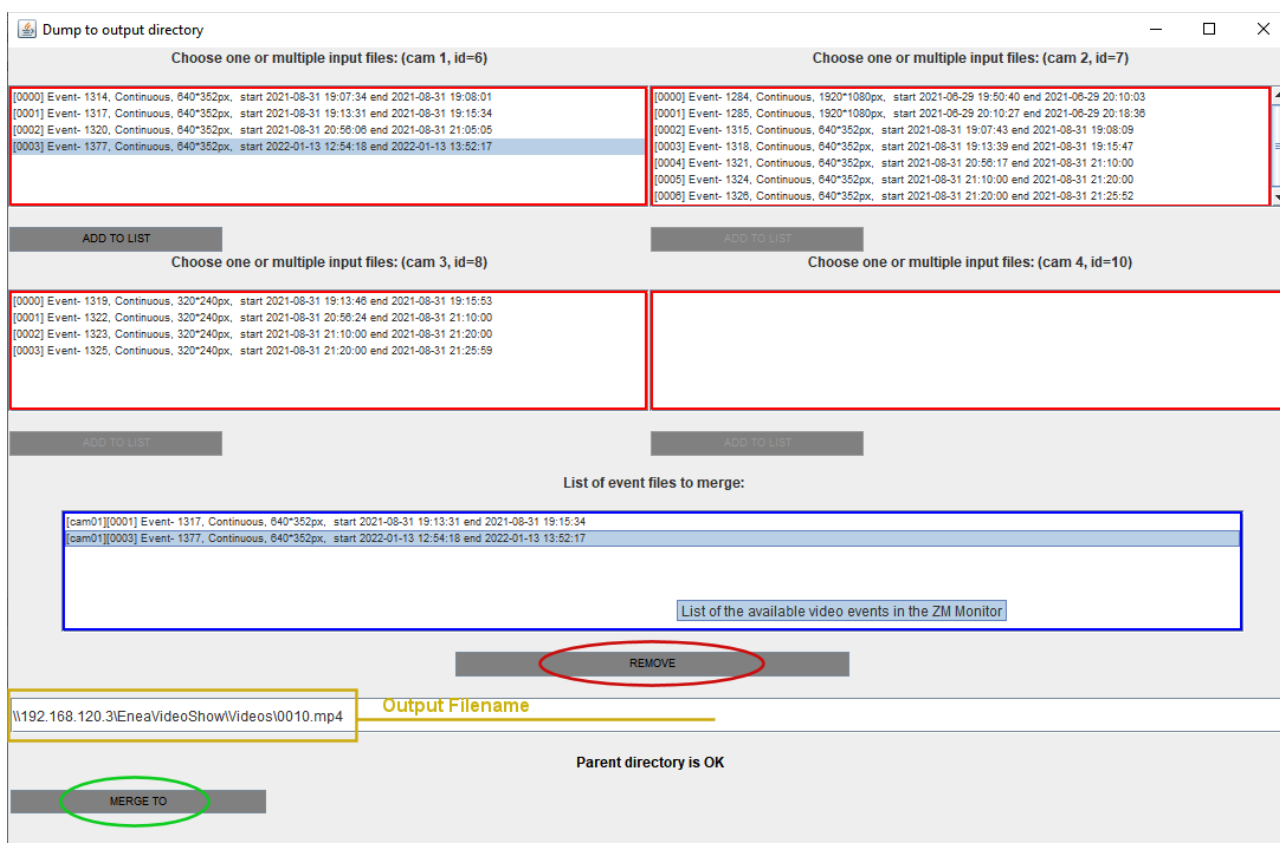 Dump to output directory
Choose one or multiple input files: (cam 1, id=6)
Choose one or multiple input files: (cam 2, id=7)
[0000] Event- 1314, Continuous, 640*352px, start 2021-08-31 19:07:34 end 2021-08-31 19:08:01
[0001] Event- 1317, Continuous, 640*352px, start 2021-08-31 19:13:31 end 2021-08-31 19:15:34
[0002] Event- 1320, Continuous, 640*352px, start 2021-08-31 20:56:06 end 2021-08-31 21:05:05
[0003] Event- 1377, Continuous, 640*352px, start 2022-01-13 12:54:18 end 2022-01-13 13:52:17
[0000] Event- 1284, Continuous, 1920*1080px, start 2021-06-29 19:50:40 end 2021-06-29 20:10:03
[0001] Event- 1285, Continuous, 1920*1080px, start 2021-06-29 20:10:27 end 2021-06-29 20:18:36
[0002] Event- 1315, Continuous, 640*352px, start 2021-08-31 19:07:43 end 2021-08-31 19:08:09
[0003] Event- 1318, Continuous, 640*352px, start 2021-08-31 19:13:39 end 2021-08-31 19:15:47
[0004] Event- 1321, Continuous, 640*352px, start 2021-08-31 20:56:17 end 2021-08-31 21:10:00
[0005] Event- 1324, Continuous, 640*352px, start 2021-08-31 21:10:00 end 2021-08-31 21:20:00
[0006] Event- 1326, Continuous, 640*352px, start 2021-08-31 21:20:00 end 2021-08-31 21:25:52
ADD TO LIST
ADD TO LIST
Choose one or multiple input files: (cam 3, id=8)
Choose one or multiple input files: (cam 4, id=10)
[0000] Event- 1319, Continuous, 320*240px, start 2021-08-31 19:13:46 end 2021-08-31 19:15:53
[0001] Event- 1322, Continuous, 320*240px, start 2021-08-31 20:56:24 end 2021-08-31 21:10:00
[0002] Event- 1323, Continuous, 320*240px, start 2021-08-31 21:10:00 end 2021-08-31 21:20:00
[0003] Event- 1325, Continuous, 320*240px, start 2021-08-31 21:20:00 end 2021-08-31 21:25:59
ADD TO LIST
ADD TO LIST
List of event files to merge:
[cam01][0001] Event- 1317, Continuous, 640*352px, start 2021-08-31 19:13:31 end 2021-08-31 19:15:34
[cam01][0003] Event- 1377, Continuous, 640*352px, start 2022-01-13 12:54:18 end 2022-01-13 13:52:17
List of the available video events in the ZM Monitor
REMOVE
Output Filename
\\192.168.120.3\EneaVideoShow\Videos\0010.mp4
Parent directory is OK
MERGE TO